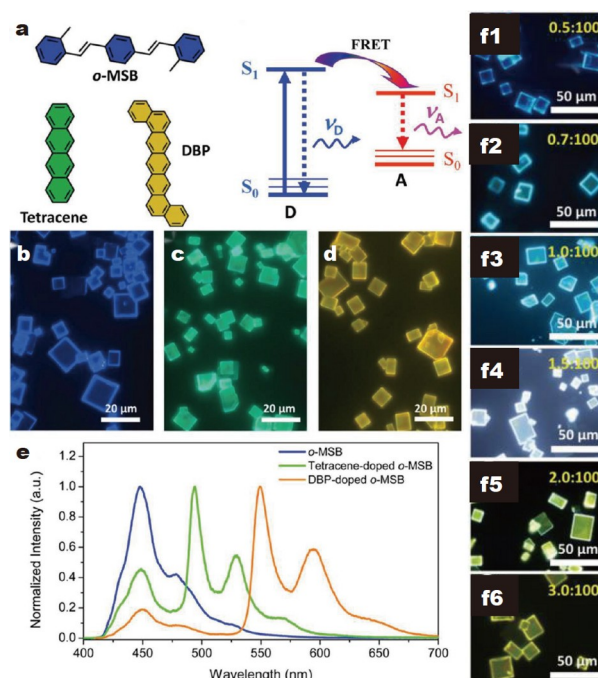 a
o-MSB
Tetracene
DBP
FRET
S1
S0
νD
D
S1
νA
S0
A
b
20 μm
c
20 μm
d
20 μm
e
o-MSB
Tetracene-doped o-MSB
DBP-doped o-MSB
Normalized Intensity (a.u.)
1.0
0.8
0.6
0.4
0.2
0.0
400 450 500 550 600 650 700
Wavelength (nm)
f1
0.5:100
50 μm
f2
0.7:100
50 μm
f3
1.0:100
50 μm
f4
1.5:100
50 μm
f5
2.0:100
50 μm
f6
3.0:100
50 μm